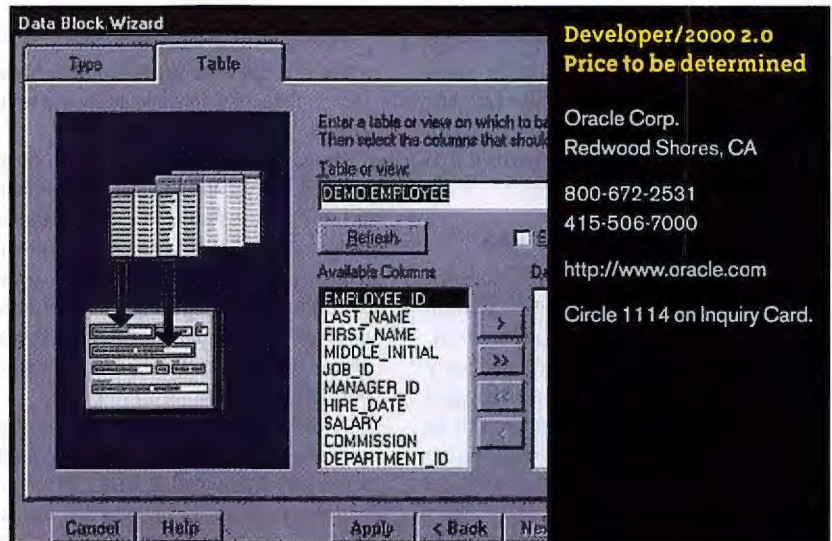 Data Block Wizard
Type
Table
Enter a table or view on which to ba
Then select the columns that shoul
Table or view:
DEMO.EMPLOYEE
Refresh
Available Columns
Da
EMPLOYEE_ID
LAST_NAME
FIRST_NAME
MIDDLE_INITIAL
JOB_ID
MANAGER_ID
HIRE_DATE
SALARY
COMMISSION
DEPARTMENT_ID
>
>>
<<
<
Cancel
Help
Apply
< Back
Ne
Developer/2000 2.0
Price to be determined
Oracle Corp.
Redwood Shores, CA
800-672-2531
415-506-7000
http://www.oracle.com
Circle 1114 on Inquiry Card.